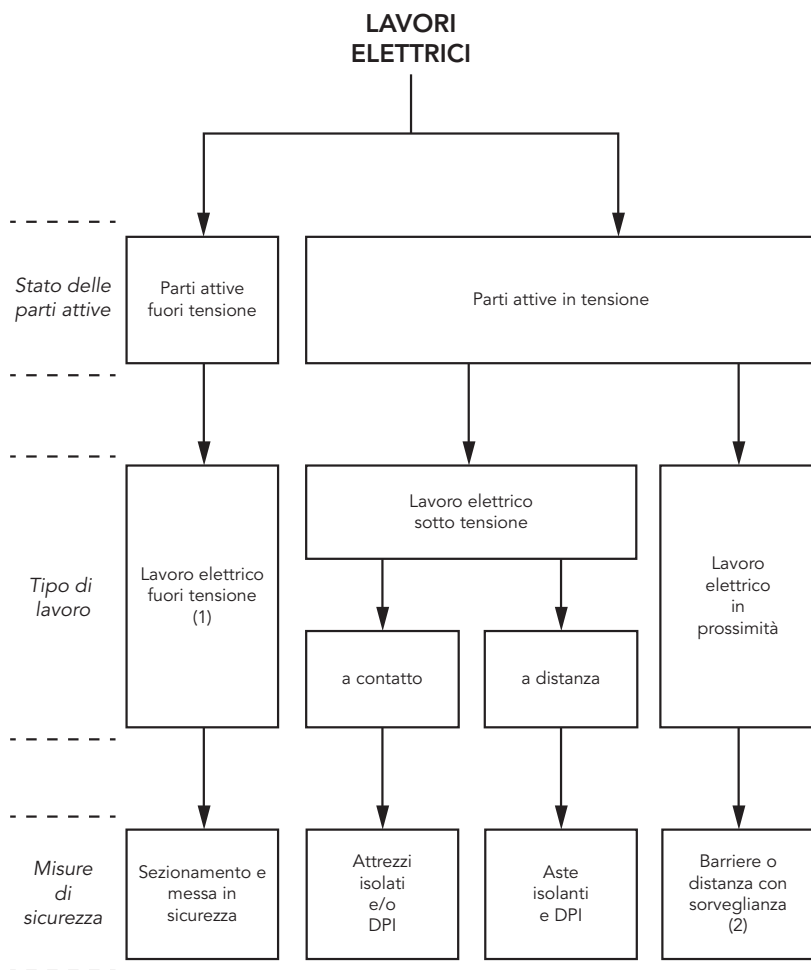 LAVORI
ELETTRICI
Stato delle
parti attive
Parti attive
fuori tensione
Parti attive in tensione
Tipo di
lavoro
Lavoro elettrico
fuori tensione
(1)
Lavoro elettrico
sotto tensione
a contatto
a distanza
Lavoro
elettrico
in
prossimità
Misure
di
sicurezza
Sezionamento e
messa in
sicurezza
Attrezzi
isolati
e/o
DPI
Aste
isolanti
e DPI
Barriere o
distanza con
sorveglianza
(2)